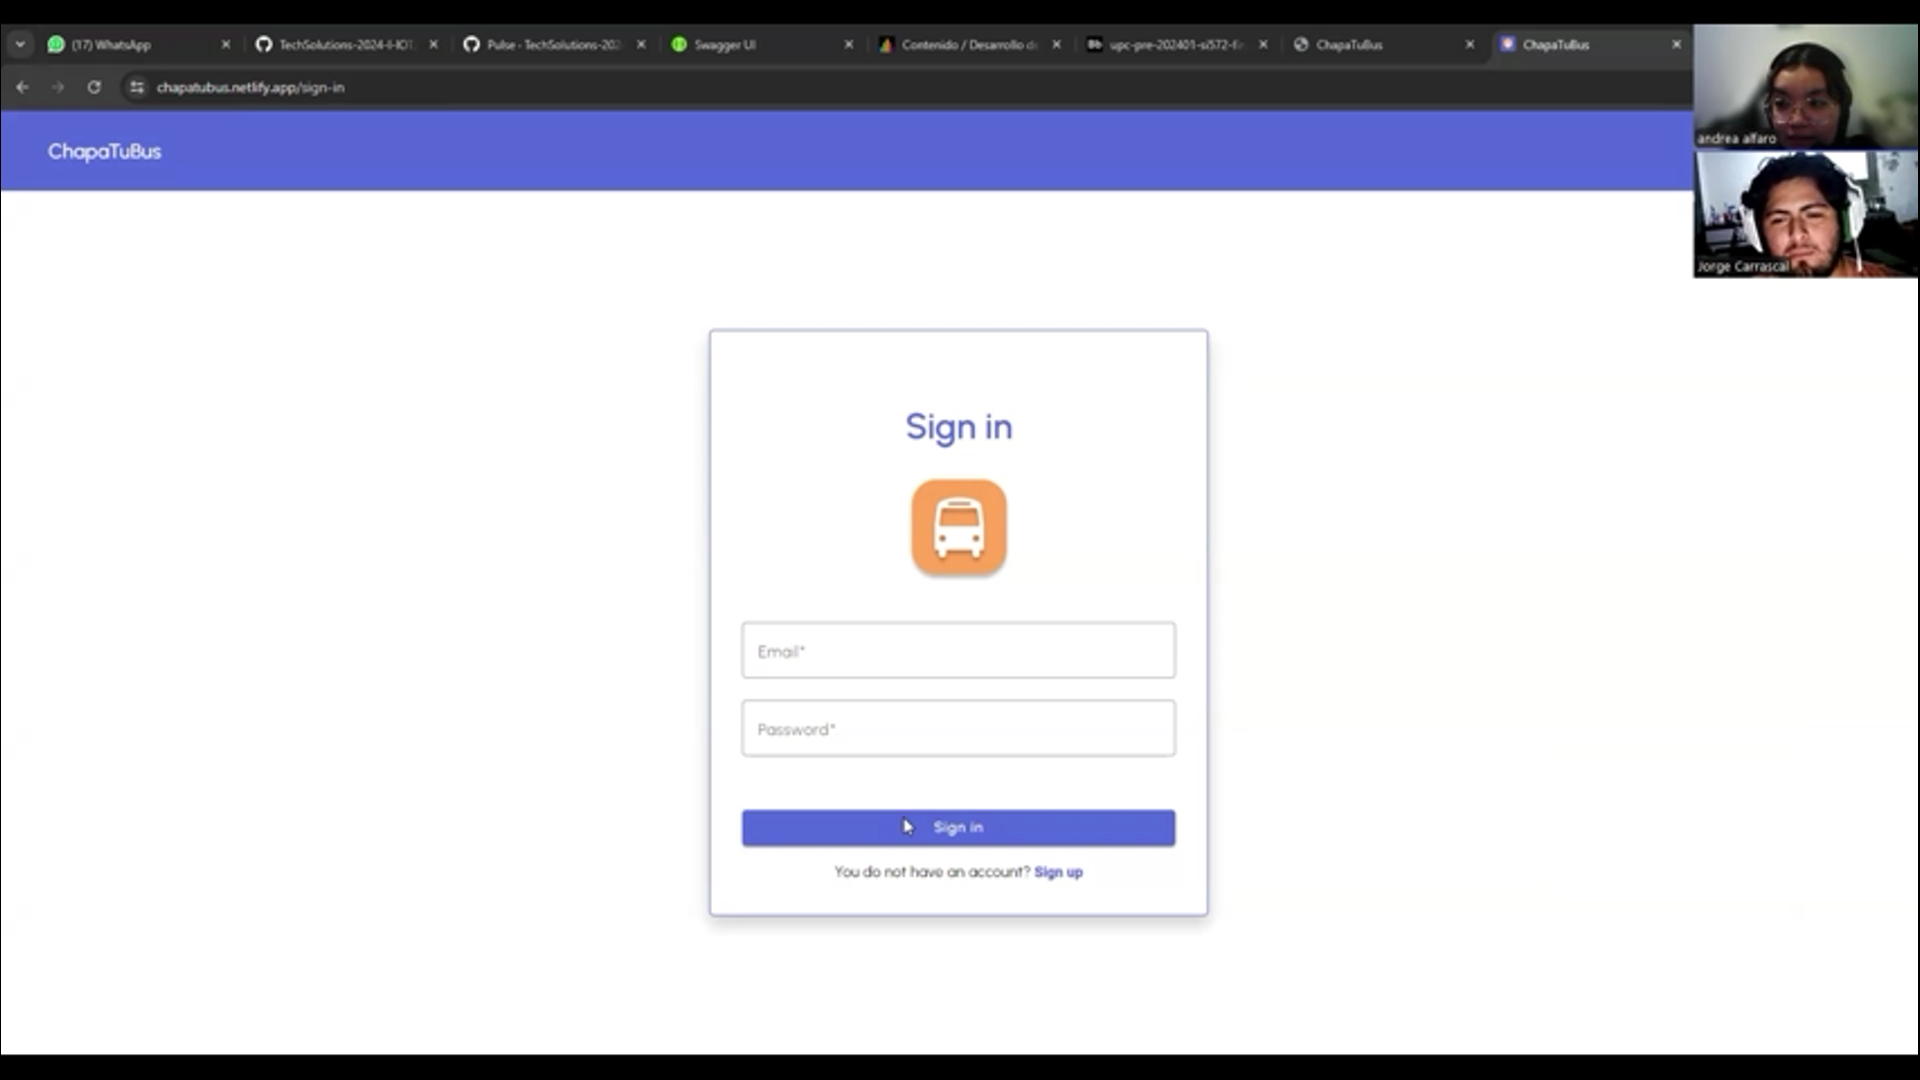 (17) WhatsApp
TechSolutions-2024-I-IOT
Pulse - TechSolutions-202
Swagger UI
Contenido / Desarrollo de
upc-pre-202401-si572-
ChapaTuBus
ChapaTuBus
chapatubus.netlify.app/sign-in
ChapaTuBus
andrea alfaro
Jorge Carrascal
Sign in
Email*
Password*
Sign in
You do not have an account? Sign up